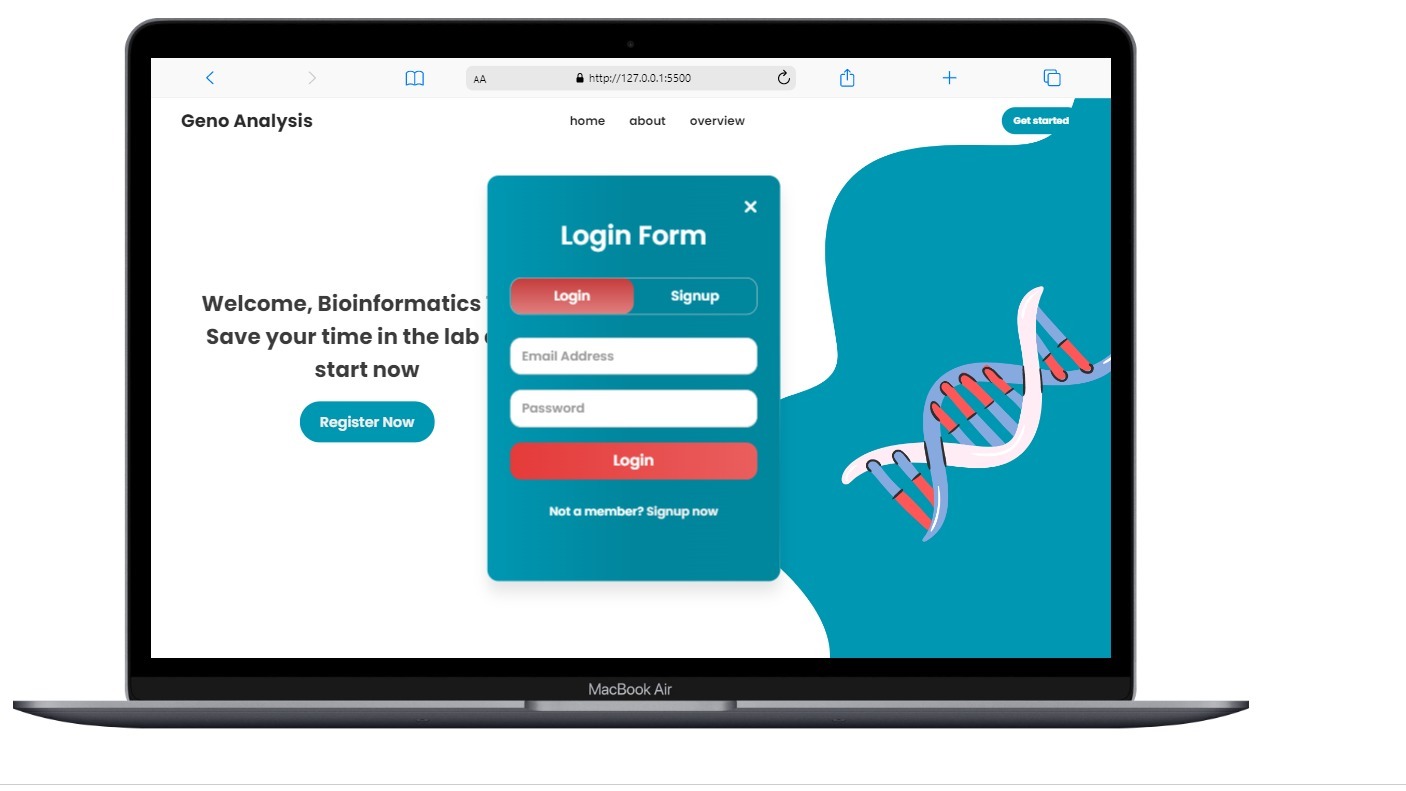 AA
http://127.0.0.1:5500
Geno Analysis
home about overview
Get started
Login Form
Login Signup
Welcome, Bioinformatics
Save your time in the lab
start now
Register Now
Email Address
Password
Login
Not a member? Signup now
MacBook Air